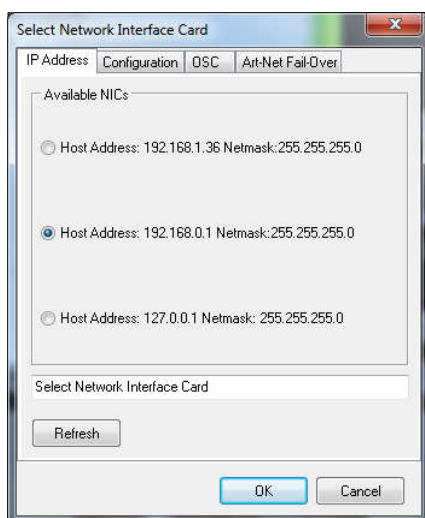 Select Network Interface Card
IP Address Configuration OSC Art-Net Fail-Over
Available NICs
Host Address: 192.168.1.36 Netmask:255.255.255.0
Host Address: 192.168.0.1 Netmask:255.255.255.0
Host Address: 127.0.0.1 Netmask: 255.255.255.0
Select Network Interface Card
Refresh
OK Cancel